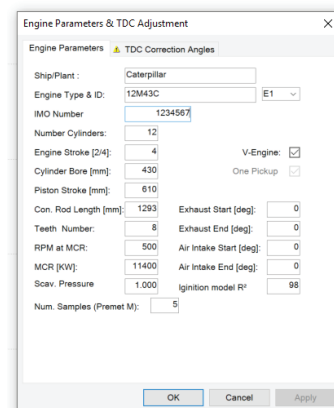 Engine Parameters & TDC Adjustment
Engine Parameters TDC Correction Angles
Ship/Plant : Caterpillar
Engine Type & ID: 12M43C E1
IMO Number 1234567
Number Cylinders: 12
Engine Stroke [2/4]: 4 V-Engine:
Cylinder Bore [mm]: 430 One Pickup
Piston Stroke [mm]: 610
Con. Rod Length [mm]: 1293 Exhaust Start [deg]: 0
Teeth Number: 8 Exhaust End [deg]: 0
RPM at MCR: 500 Air Intake Start [deg]: 0
MCR [KW]: 11400 Air Intake End [deg]: 0
Scav. Pressure 1.000 Iginition model R² 98
Num. Samples (Premet M): 5
OK Cancel Apply